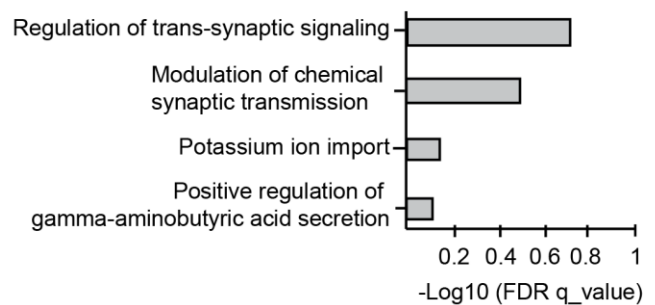 Regulation of trans-synaptic signaling
Modulation of chemical
synaptic transmission
Potassium ion import
Positive regulation of
gamma-aminobutyric acid secretion
0.2 0.4 0.6 0.8 1
-Log10 (FDR q_value)